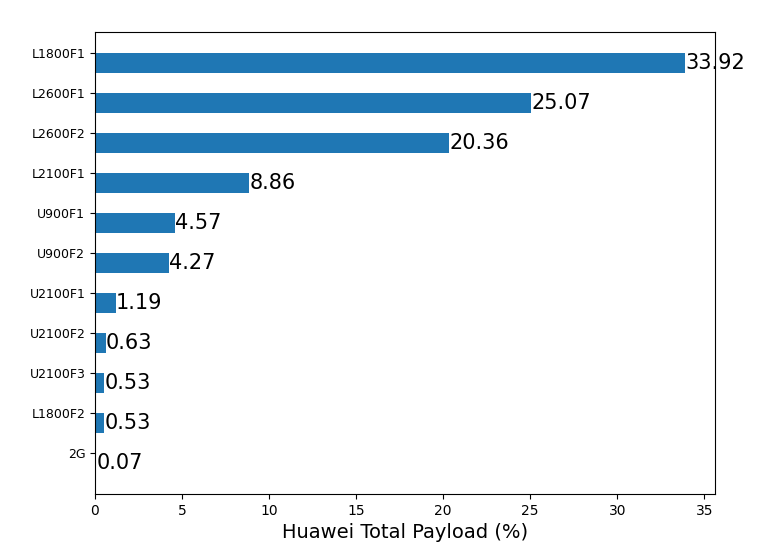 L1800F1 33.92
L2600F1 25.07
L2600F2 20.36
L2100F1 8.86
U900F1 4.57
U900F2 4.27
U2100F1 1.19
U2100F2 0.63
U2100F3 0.53
L1800F2 0.53
2G 0.07
0 5 10 15 20 25 30 35
Huawei Total Payload (%)